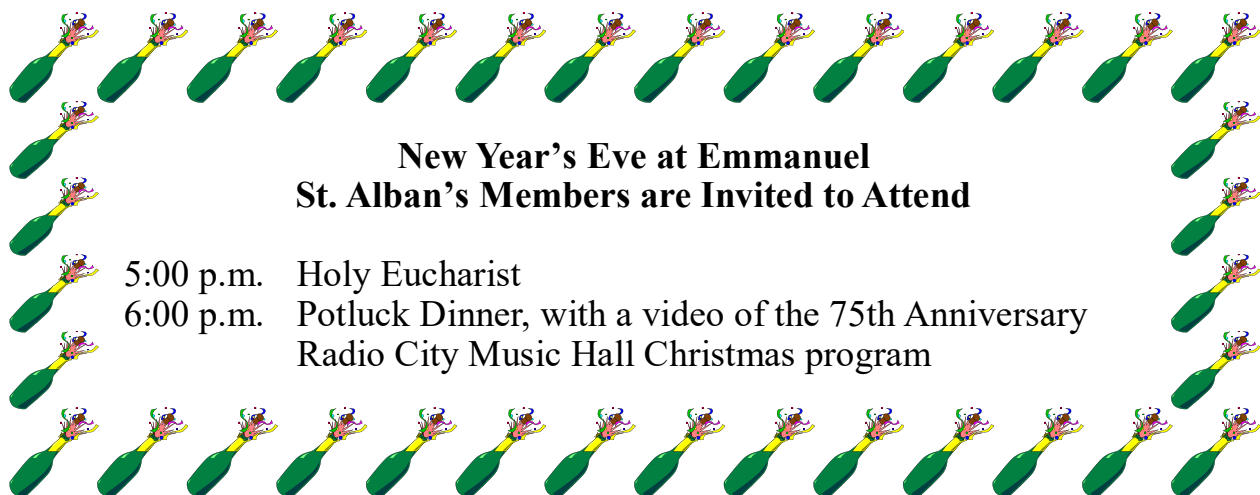 New Year’s Eve at Emmanuel
St. Alban’s Members are Invited to Attend
5:00 p.m. Holy Eucharist
6:00 p.m. Potluck Dinner, with a video of the 75th Anniversary
Radio City Music Hall Christmas program